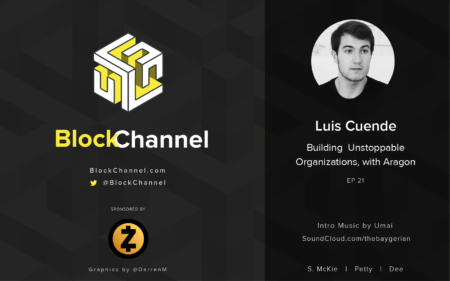 BlockChannel
BlockChannel.com
@BlockChannel
SPONSORED BY
Graphics by @DarrenM
Luis Cuende
Building Unstoppable
Organizations, with Aragon
EP 21
Intro Music by Umai
SoundCloud.com/thebaygerian
S. McKie | Petty | Dee